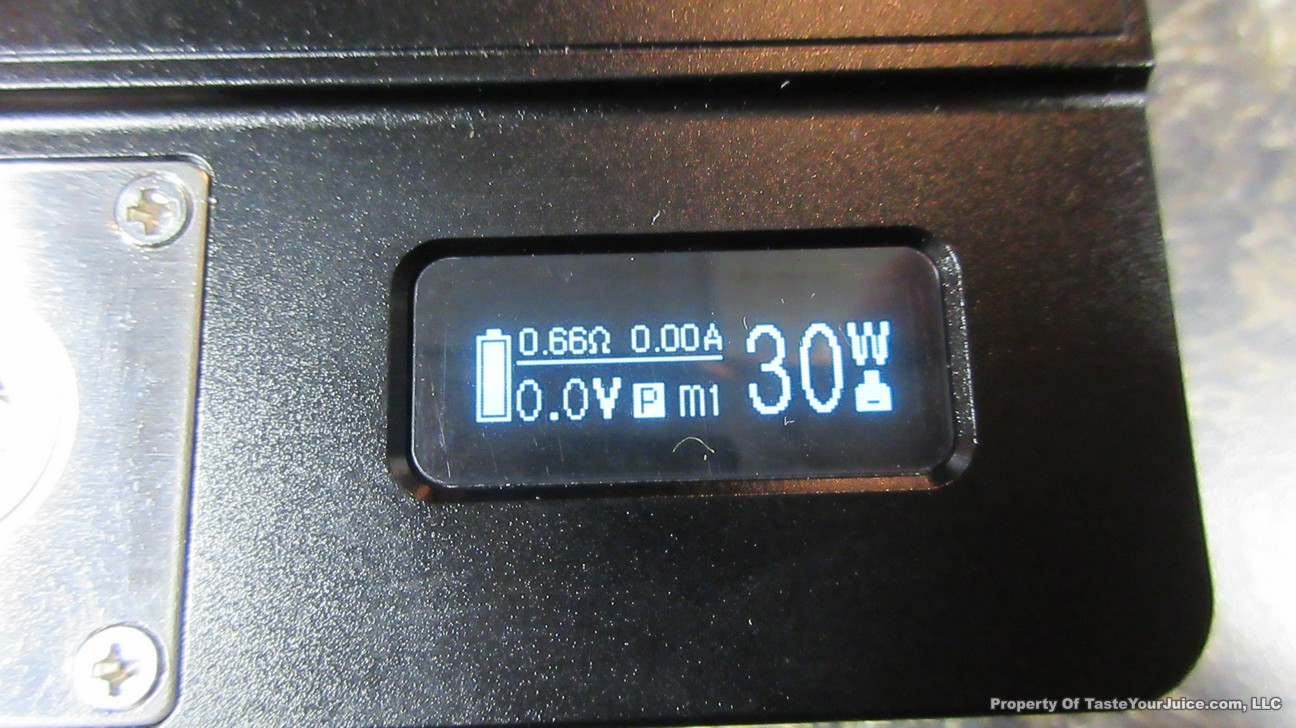 0.66Ω 0.00A
0.0V P m1
30W
Property Of TasteYourJuice.com, LLC